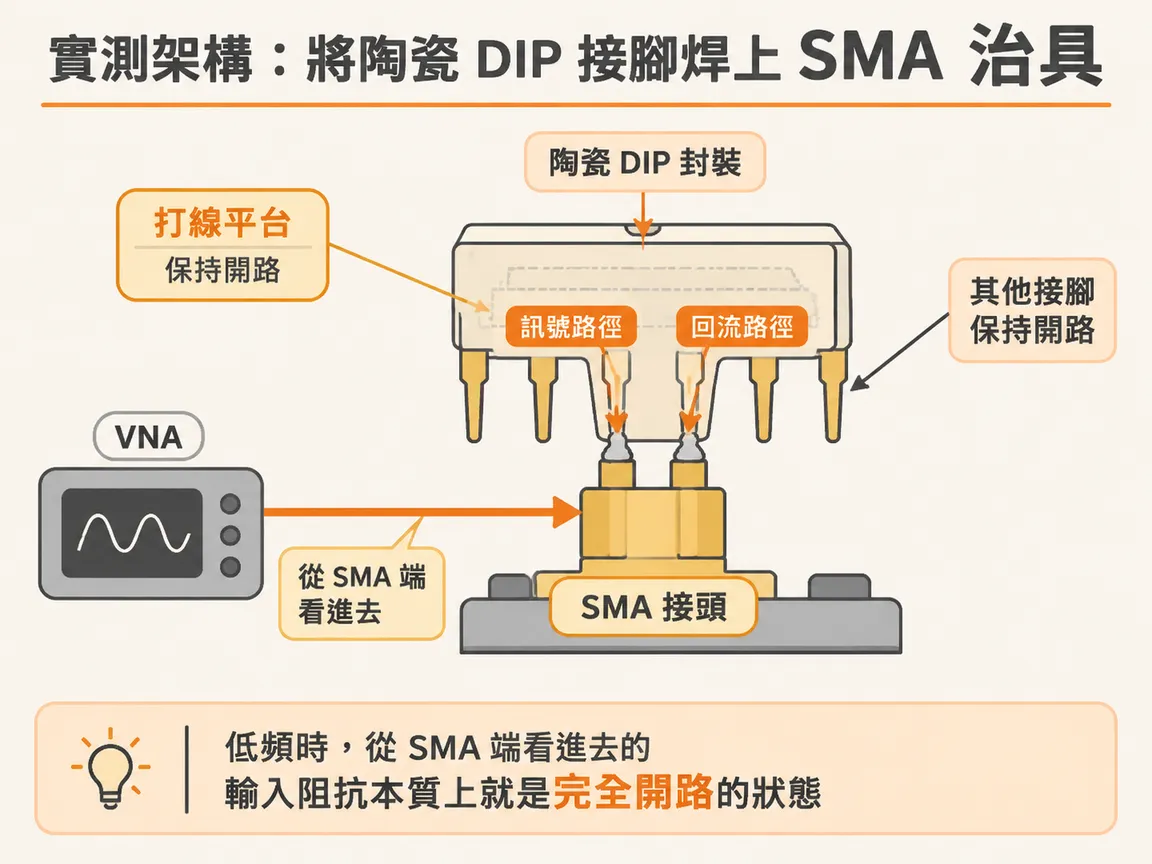 實測架構：將陶瓷 DIP 接腳焊上 SMA 治具
陶瓷 DIP 封裝
打線平台
保持開路
其他接腳
保持開路
訊號路徑
回流路徑
VNA
從 SMA 端
看進去
SMA 接頭
低頻時，從 SMA 端看進去的
輸入阻抗本質上就是完全開路的狀態